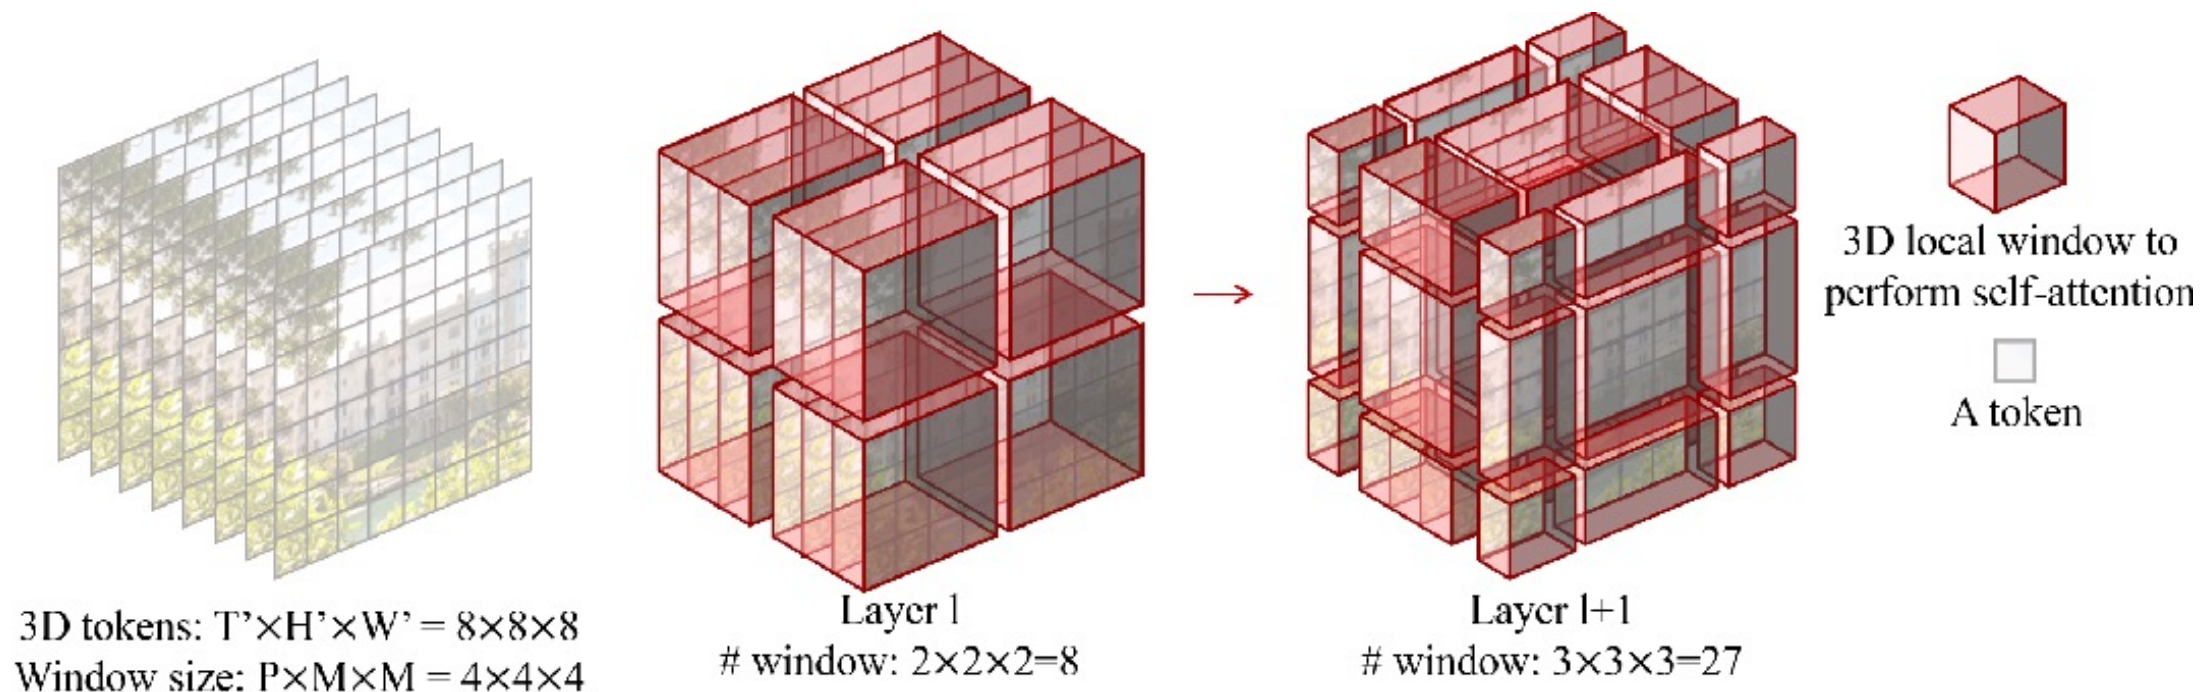 3D tokens: T’×H’×W’ = 8×8×8
Window size: P×M×M = 4×4×4
Layer l
# window: 2×2×2=8
Layer l+1
# window: 3×3×3=27
3D local window to
perform self-attention
A token